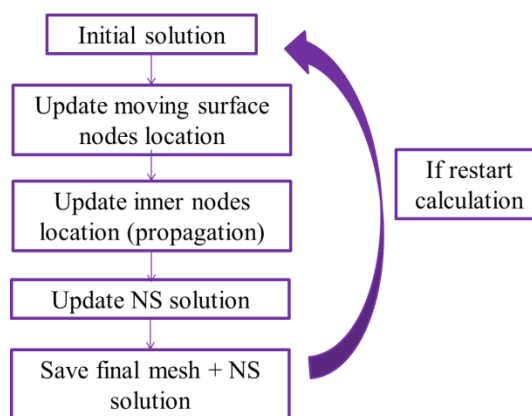 Initial solution
Update moving surface
nodes location
Update inner nodes
location (propagation)
Update NS solution
Save final mesh + NS
solution
If restart
calculation